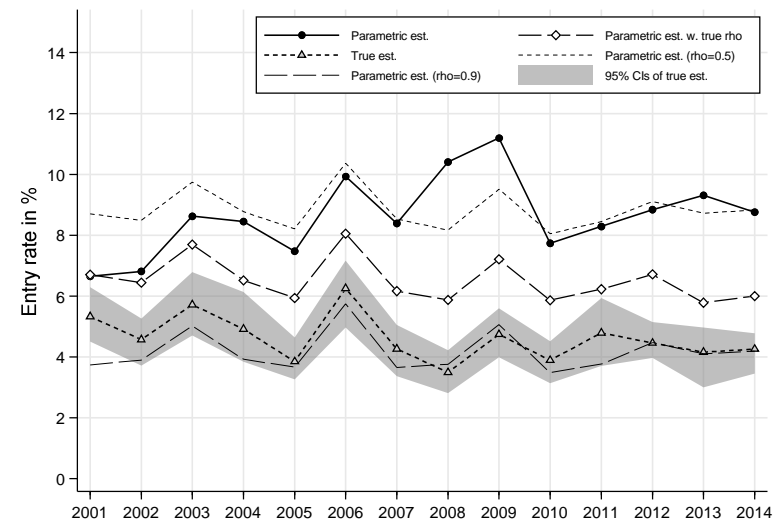 Parametric est.
Parametric est. w. true rho
True est.
Parametric est. (rho=0.5)
Parametric est. (rho=0.9)
95% CIs of true est.
Entry rate in %
14
12
10
8
6
4
2
0
2001 2002 2003 2004 2005 2006 2007 2008 2009 2010 2011 2012 2013 2014